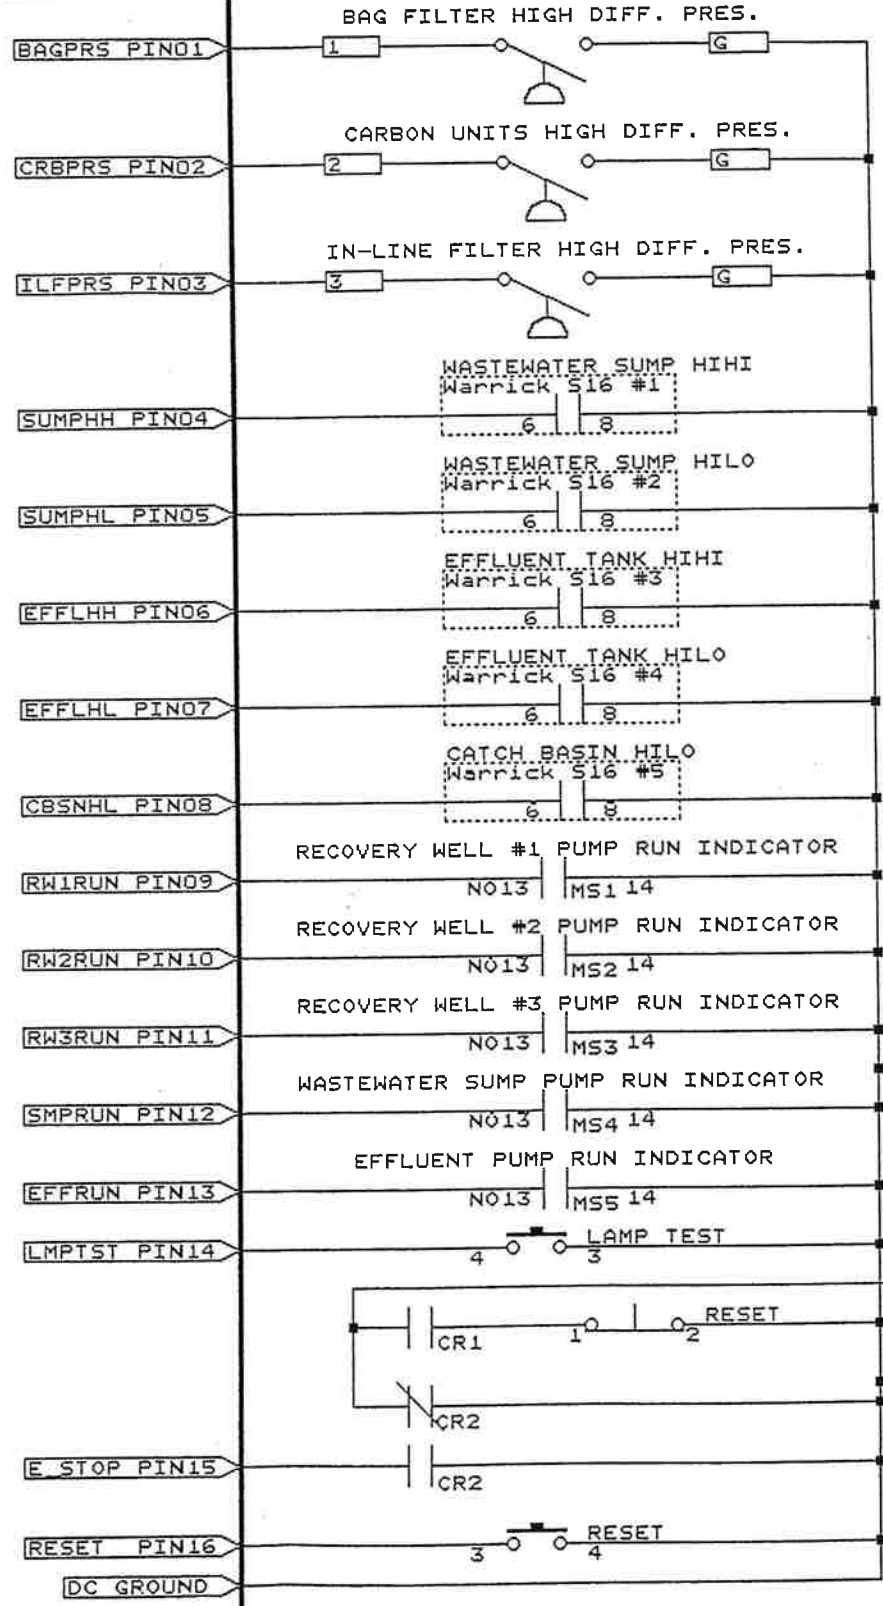 BAG FILTER HIGH DIFF. PRES.
BAGPRS PIN01 1 G
CARBON UNITS HIGH DIFF. PRES.
CRBPRS PIN02 2 G
IN-LINE FILTER HIGH DIFF. PRES.
ILFPRS PIN03 3 G
WASTEWATER SUMP HIHI
Warrick S16 #1
SUMPHH PIN04 6 8
WASTEWATER SUMP HILO
Warrick S16 #2
SUMPHL PIN05 6 8
EFFLUENT TANK HIHI
Warrick S16 #3
EFFLHH PIN06 6 8
EFFLUENT TANK HILO
Warrick S16 #4
EFFLHL PIN07 6 8
CATCH BASIN HILO
Warrick S16 #5
CBSNHL PIN08 6 8
RECOVERY WELL #1 PUMP RUN INDICATOR
RW1RUN PIN09 NO13 MS1 14
RECOVERY WELL #2 PUMP RUN INDICATOR
RW2RUN PIN10 NO13 MS2 14
RECOVERY WELL #3 PUMP RUN INDICATOR
RW3RUN PIN11 NO13 MS3 14
WASTEWATER SUMP PUMP RUN INDICATOR
SMPRUN PIN12 NO13 MS4 14
EFFLUENT PUMP RUN INDICATOR
EFFRUN PIN13 NO13 MS5 14
LMPTST PIN14 4 3 LAMP TEST
CR1 1 2 RESET
CR2
E_STOP PIN15 CR2
RESET PIN16 3 4 RESET
DC GROUND